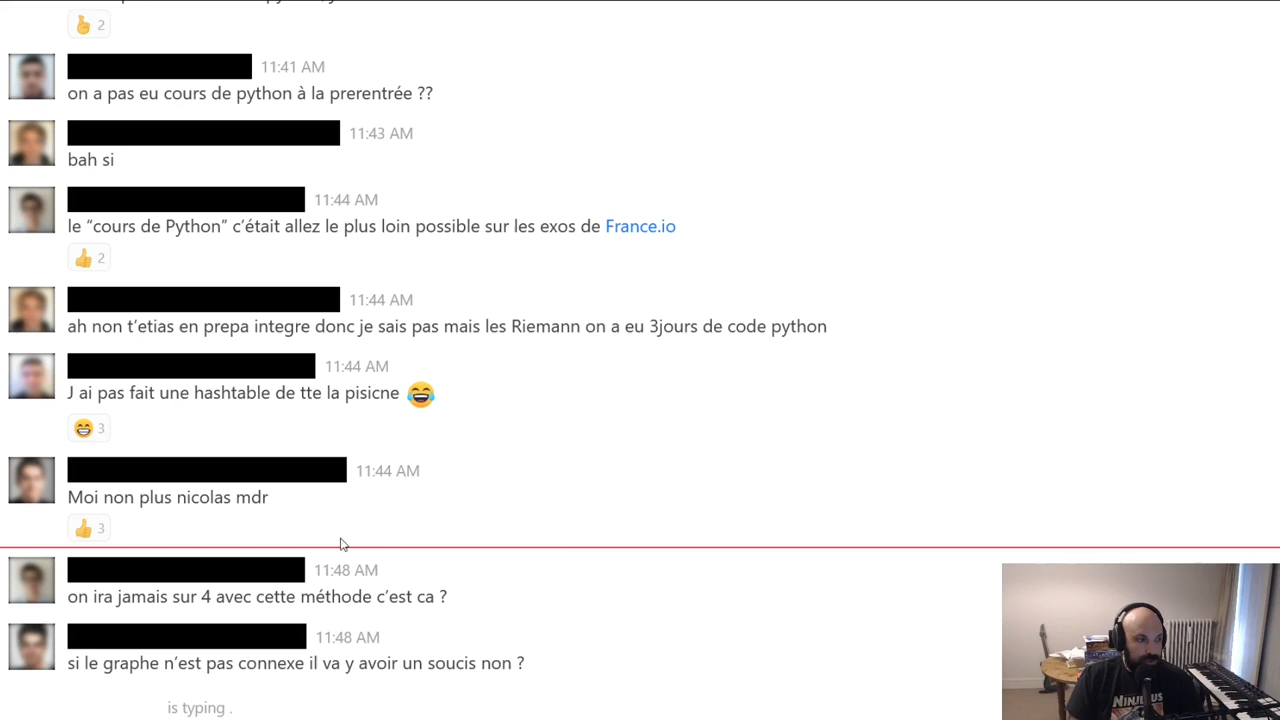 2
11:41 AM
on a pas eu cours de python à la prerentrée ??
11:43 AM
bah si
11:44 AM
le “cours de Python” c’était allez le plus loin possible sur les exos de France.io
2
11:44 AM
ah non t’etias en prepa integre donc je sais pas mais les Riemann on a eu 3jours de code python
11:44 AM
J ai pas fait une hashtable de tte la pisicne
3
11:44 AM
Moi non plus nicolas mdr
3
11:48 AM
on ira jamais sur 4 avec cette méthode c’est ca ?
11:48 AM
si le graphe n’est pas connexe il va y avoir un soucis non ?
is typing .